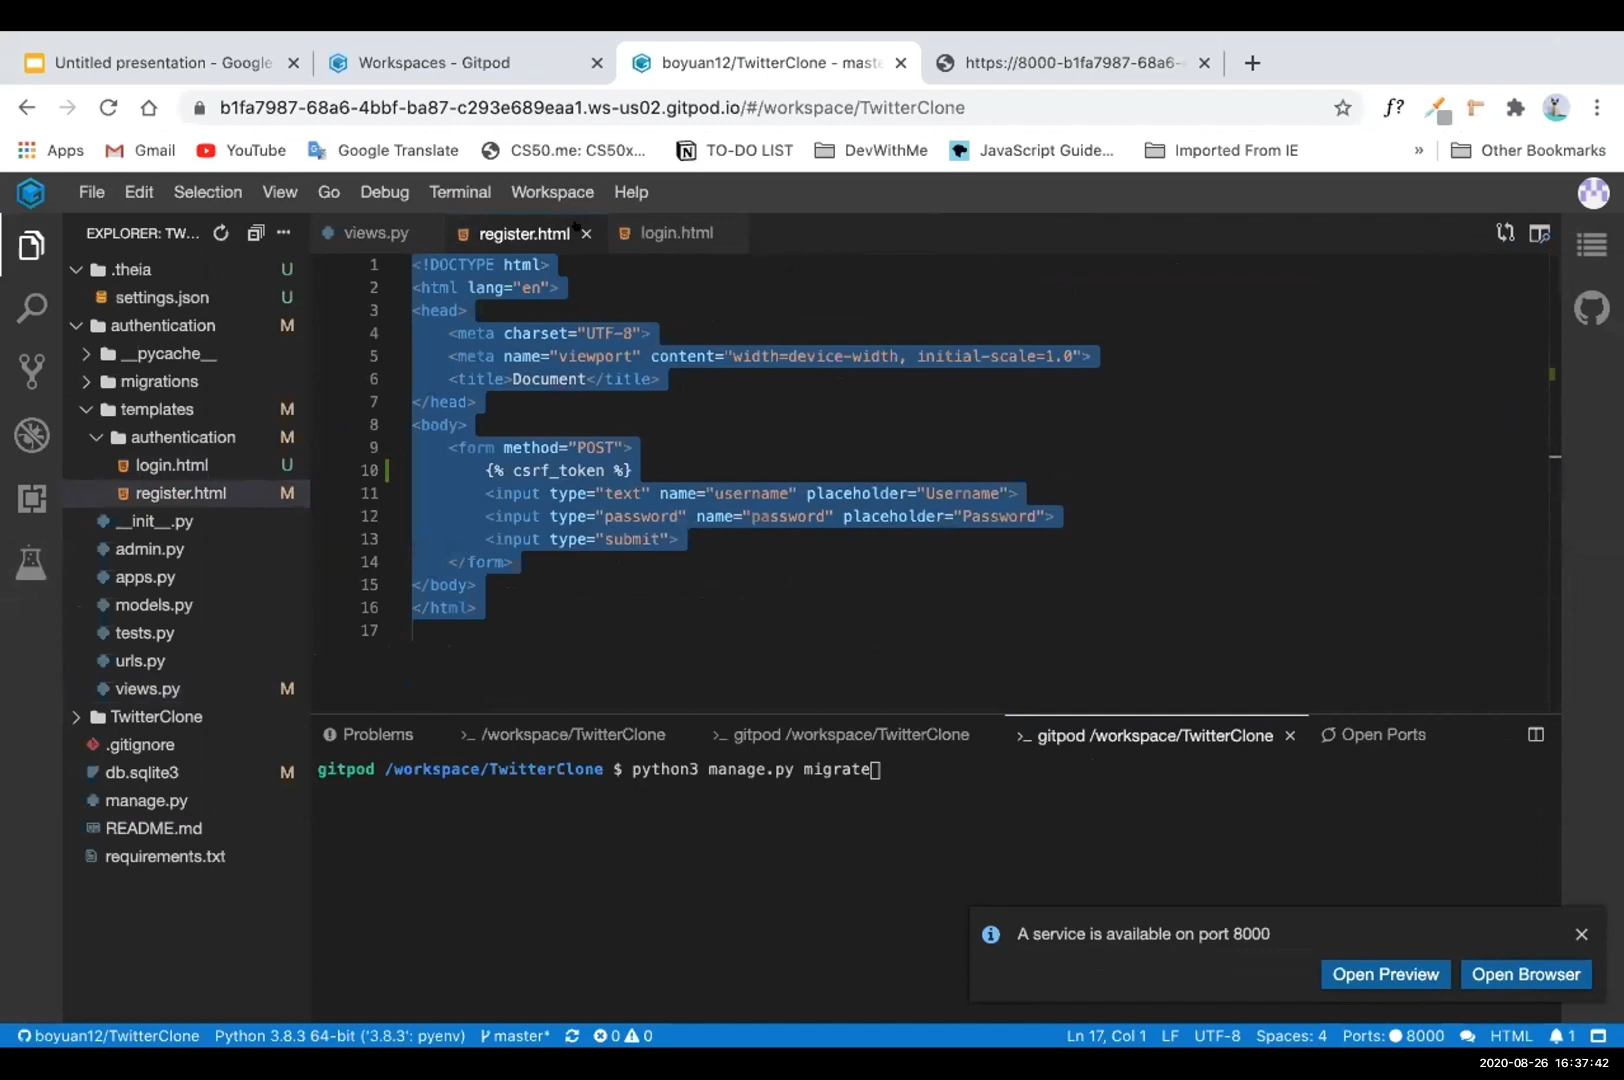 Untitled presentation - Google
Workspaces - Gitpod
boyuan12/TwitterClone - maste
https://8000-b1fa7987-68a6-
b1fa7987-68a6-4bbf-ba87-c293e689eaa1.ws-us02.gitpod.io/#/workspace/TwitterClone
f?
Apps
Gmail
YouTube
Google Translate
CS50.me: CS50x...
TO-DO LIST
DevWithMe
JavaScript Guide...
Imported From IE
»
Other Bookmarks
File Edit Selection View Go Debug Terminal Workspace Help
EXPLORER: TW...
views.py
register.html
login.html
.theia U
settings.json U
authentication M
__pycache__
migrations
templates M
authentication M
login.html U
register.html M
__init__.py
admin.py
apps.py
models.py
tests.py
urls.py
views.py M
TwitterClone
.gitignore
db.sqlite3 M
manage.py
README.md
requirements.txt
1 <!DOCTYPE html>
2 <html lang="en">
3 <head>
4 <meta charset="UTF-8">
5 <meta name="viewport" content="width=device-width, initial-scale=1.0">
6 <title>Document</title>
7 </head>
8 <body>
9 <form method="POST">
10 {% csrf_token %}
11 <input type="text" name="username" placeholder="Username">
12 <input type="password" name="password" placeholder="Password">
13 <input type="submit">
14 </form>
15 </body>
16 </html>
17
Problems
>_ /workspace/TwitterClone
>_ gitpod /workspace/TwitterClone
>_ gitpod /workspace/TwitterClone
Open Ports
gitpod /workspace/TwitterClone $ python3 manage.py migrate
A service is available on port 8000
Open Preview
Open Browser
boyuan12/TwitterClone Python 3.8.3 64-bit ('3.8.3': pyenv) master* 0 0 Ln 17, Col 1 LF UTF-8 Spaces: 4 Ports: 8000 HTML 1
2020-08-26 16:37:42